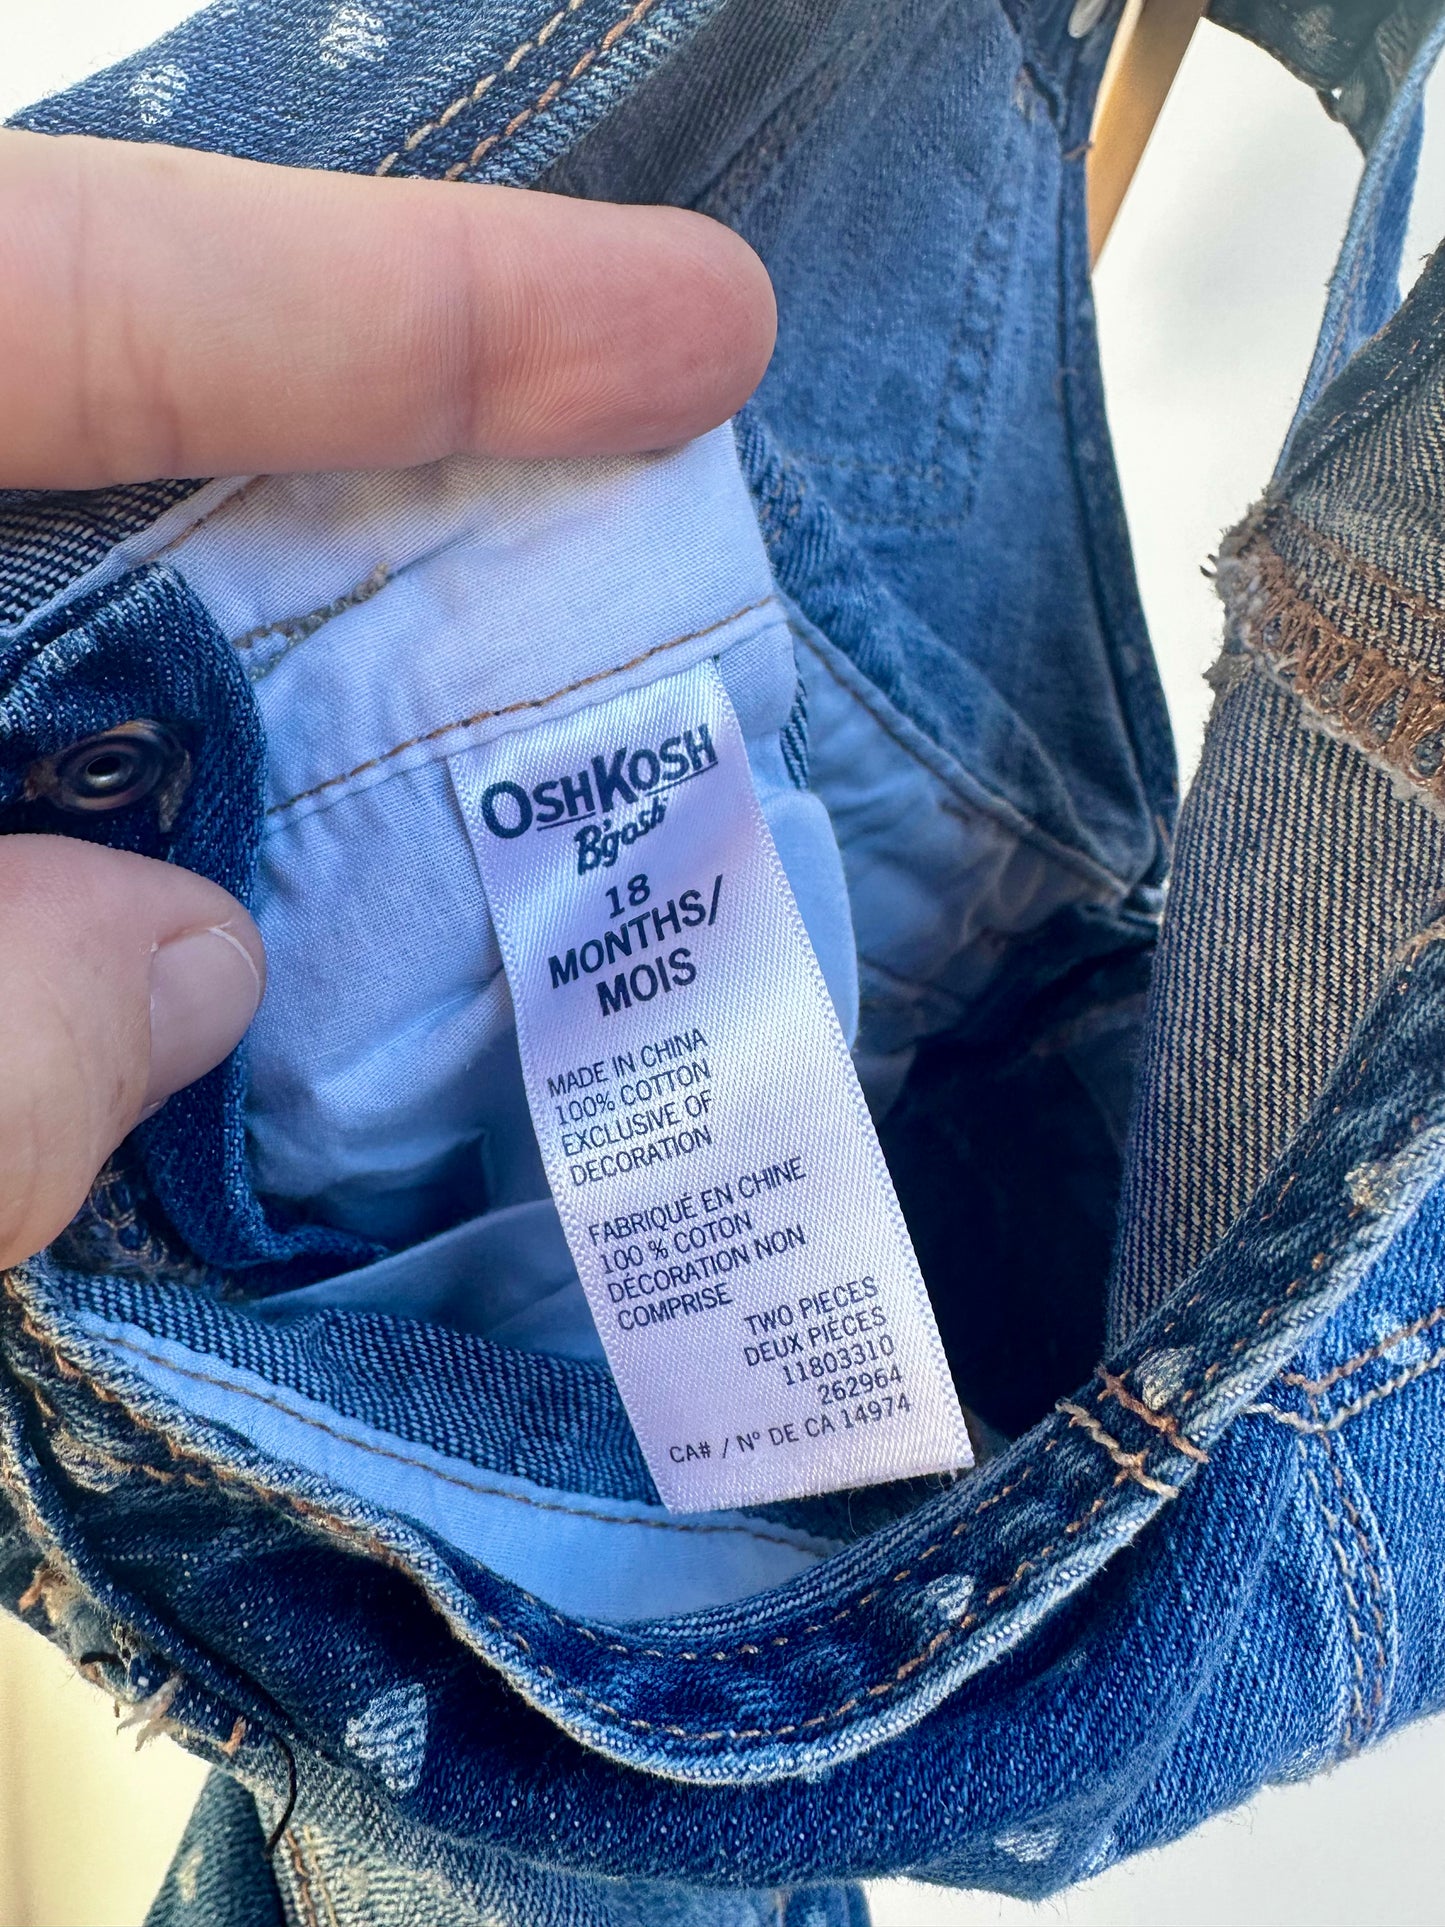 OSHKOSH
B'gosh
18
MONTHS/
MOIS
MADE IN CHINA
100% COTTON
EXCLUSIVE OF
DECORATION
FABRIQUÉ EN CHINE
100 % COTON
DÉCORATION NON
COMPRISE
TWO PIECES
DEUX PIÈCES
11803310
262964
CA# / N° DE CA 14974